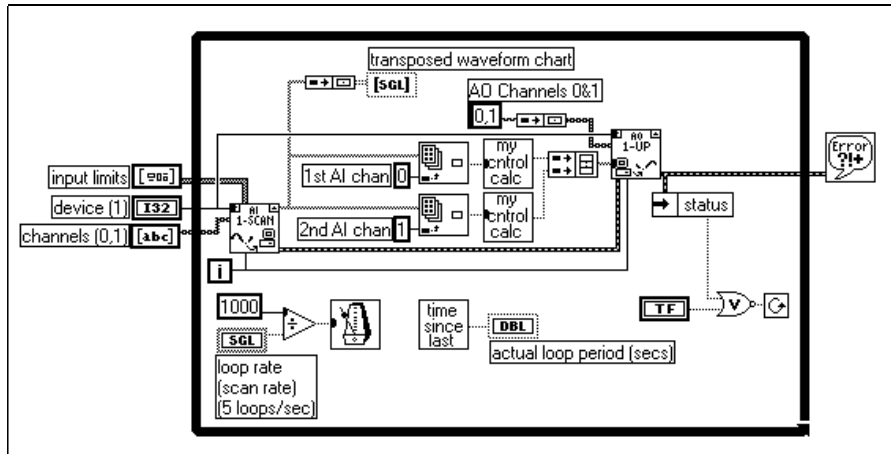 transposed waveform chart
[SGL]
AO Channels 0&1
0,1
AO
1-UP
Error
?!+
input limits
device (1)
I32
channels (0,1)
[abc]
AI
1-SCAN
1st AI chan
0
my
cntrol
calc
2nd AI chan
1
my
cntrol
calc
status
i
1000
÷
SGL
loop rate
(scan rate)
(5 loops/sec)
time
since
last
DBL
actual loop period (secs)
TF
V